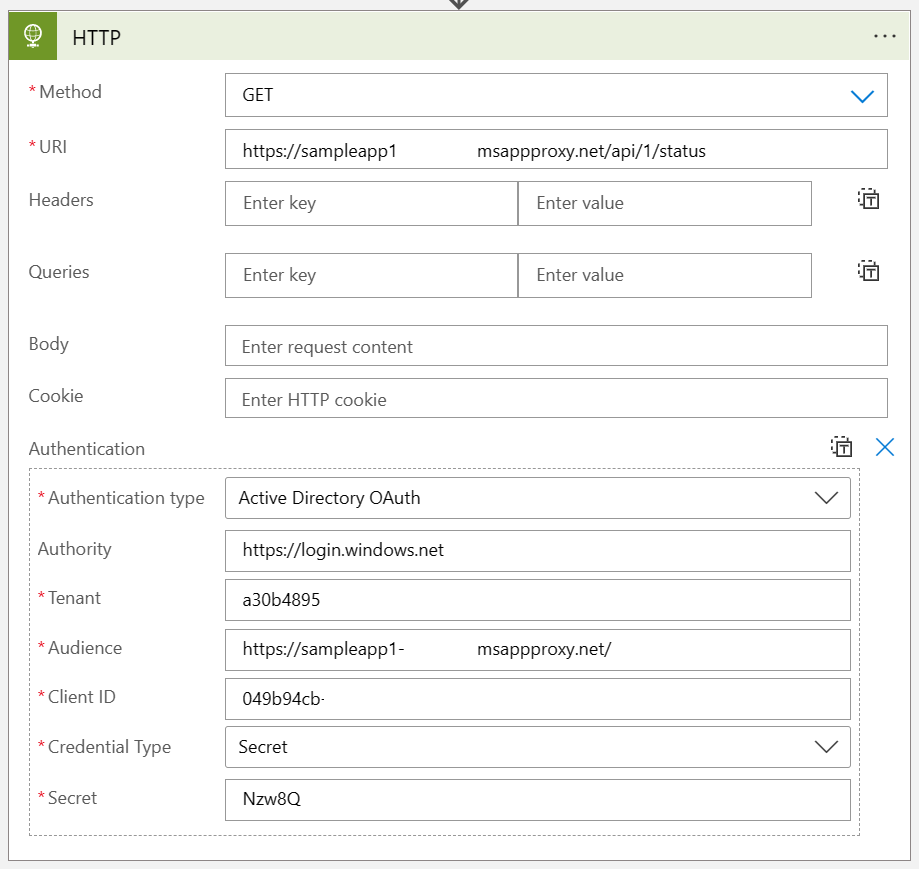 HTTP
* Method GET
* URI https://sampleapp1 msappproxy.net/api/1/status
Headers Enter key Enter value
Queries Enter key Enter value
Body Enter request content
Cookie Enter HTTP cookie
Authentication
* Authentication type Active Directory OAuth
Authority https://login.windows.net
* Tenant a30b4895
* Audience https://sampleapp1- msappproxy.net/
* Client ID 049b94cb-
* Credential Type Secret
* Secret Nzw8Q